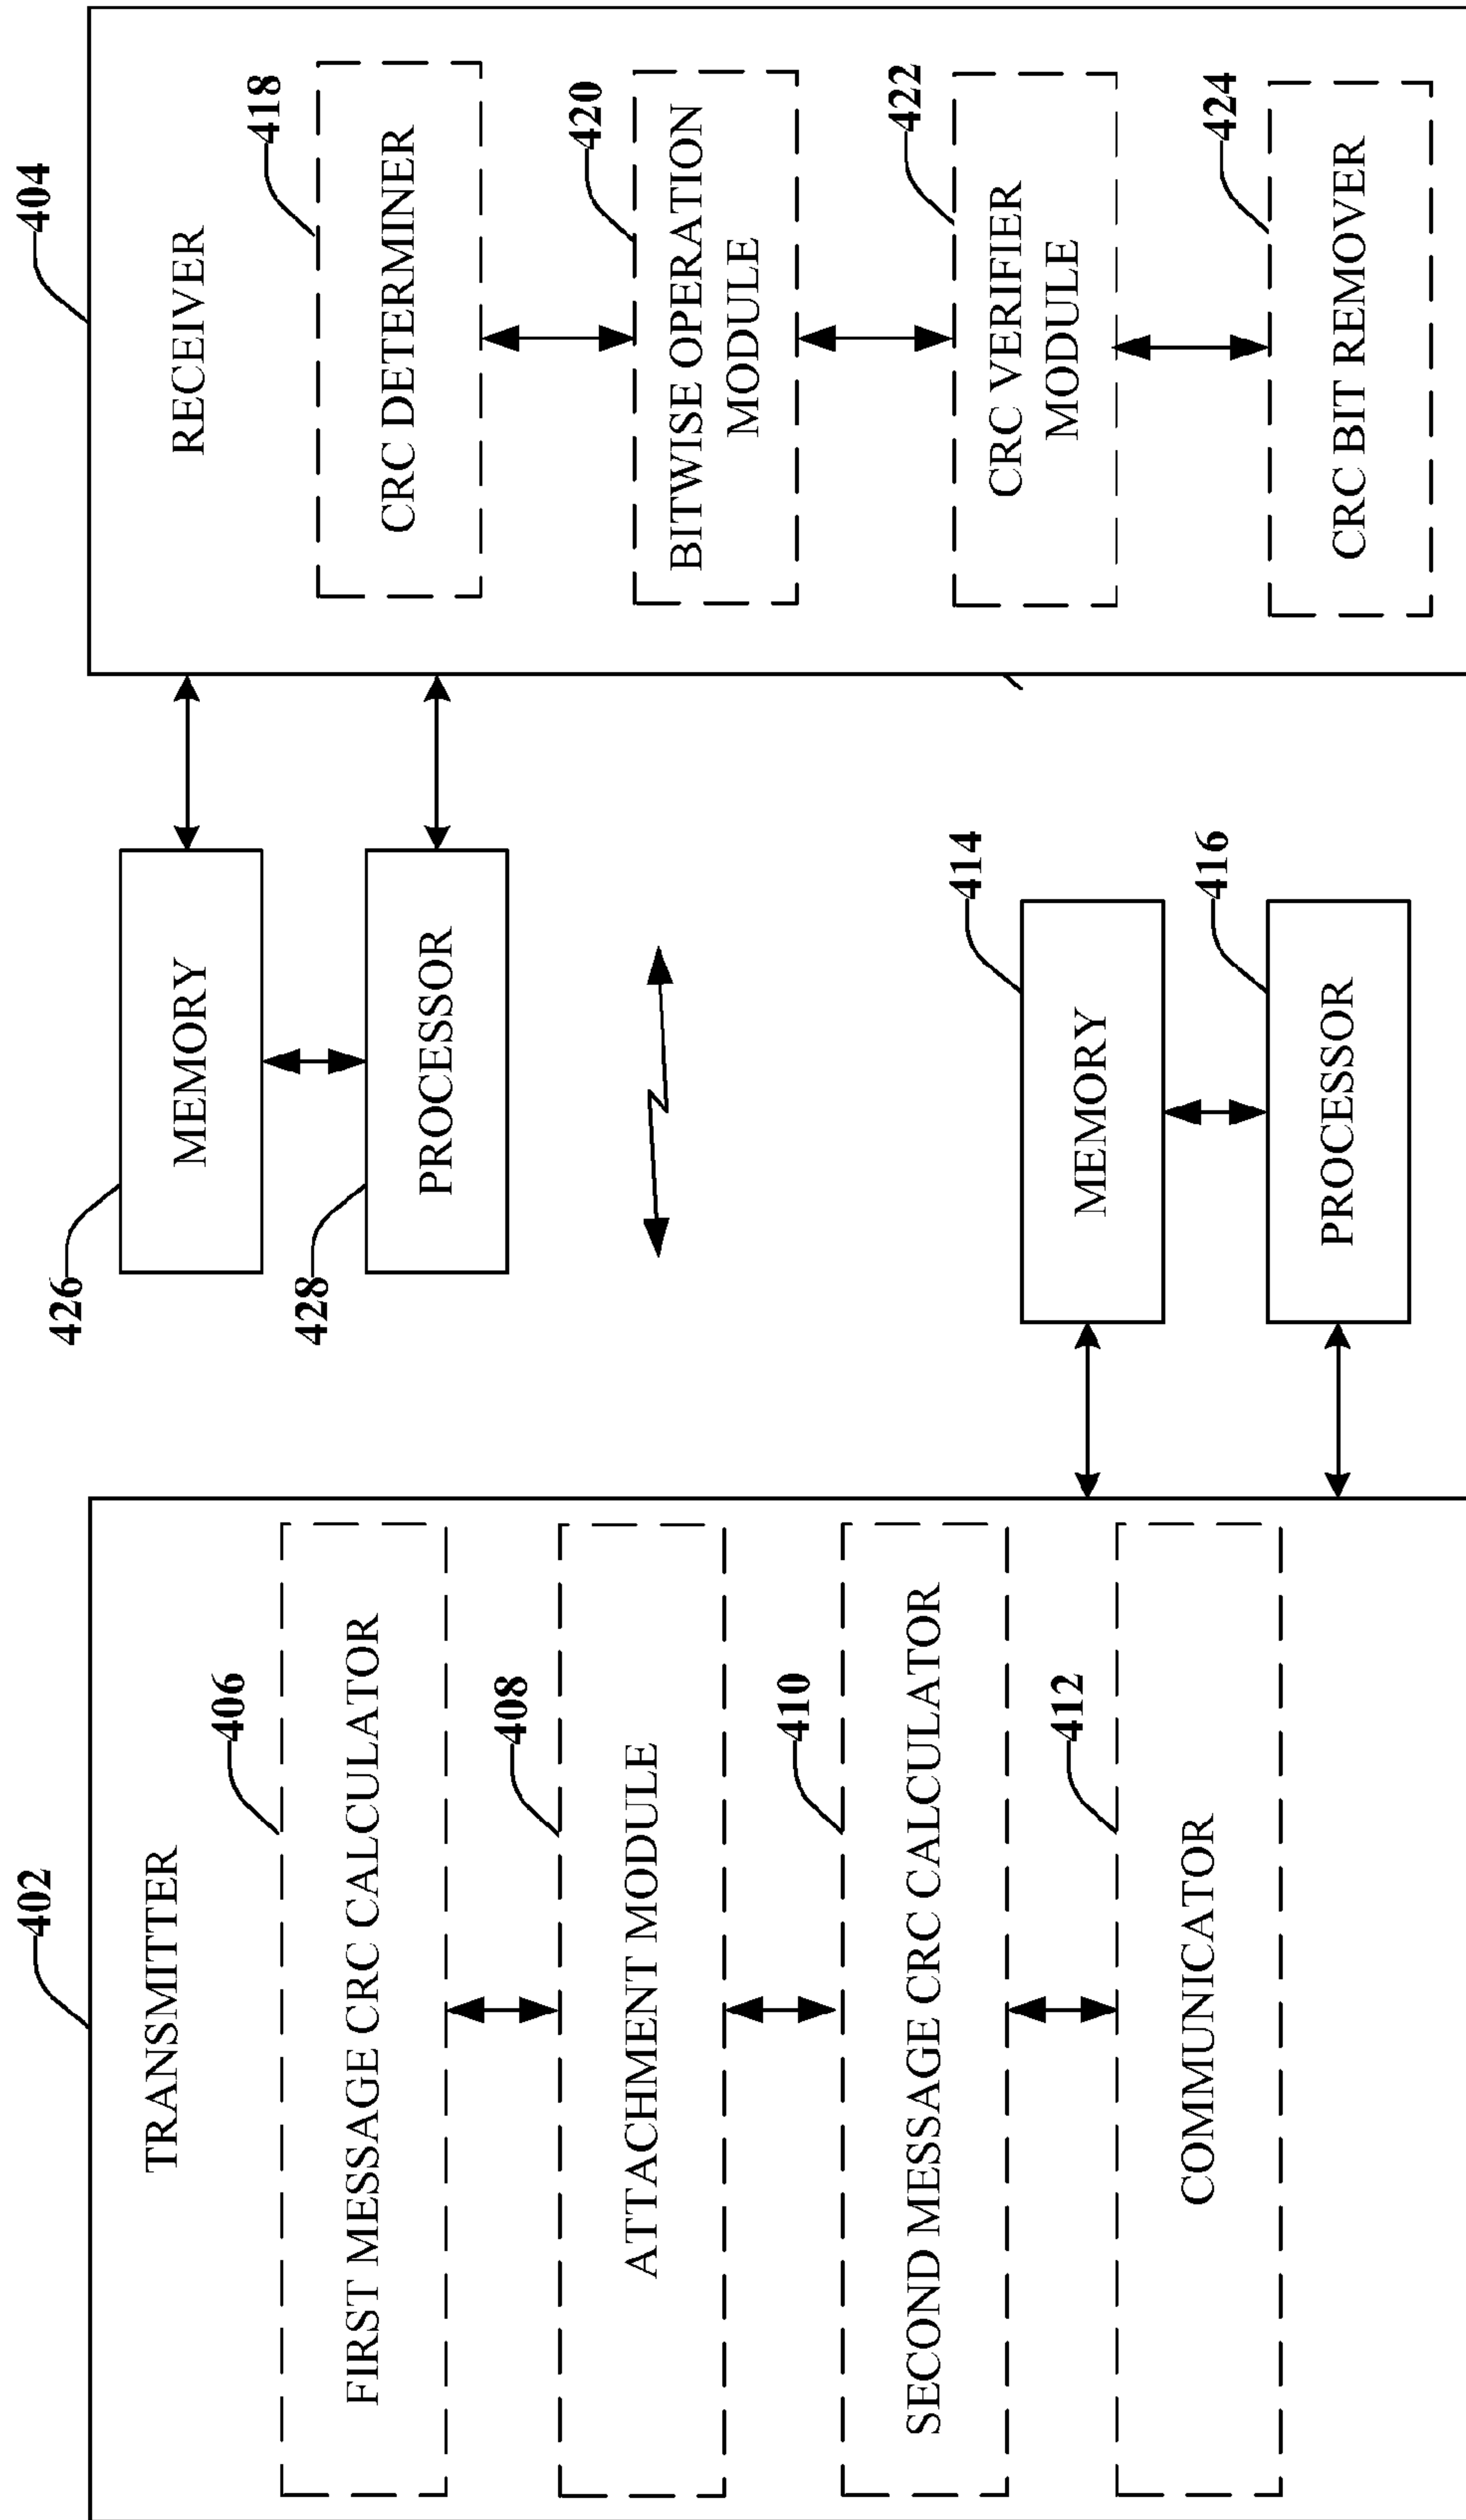 402
TRANSMITTER
406
FIRST MESSAGE CRC CALCULATOR
408
ATTACHMENT MODULE
410
SECOND MESSAGE CRC CALCULATOR
412
COMMUNICATOR
426
MEMORY
428
PROCESSOR
414
MEMORY
416
PROCESSOR
404
RECEIVER
418
CRC DETERMINER
420
BITWISE OPERATION
MODULE
422
CRC VERIFIER
MODULE
424
CRC BIT REMOVER